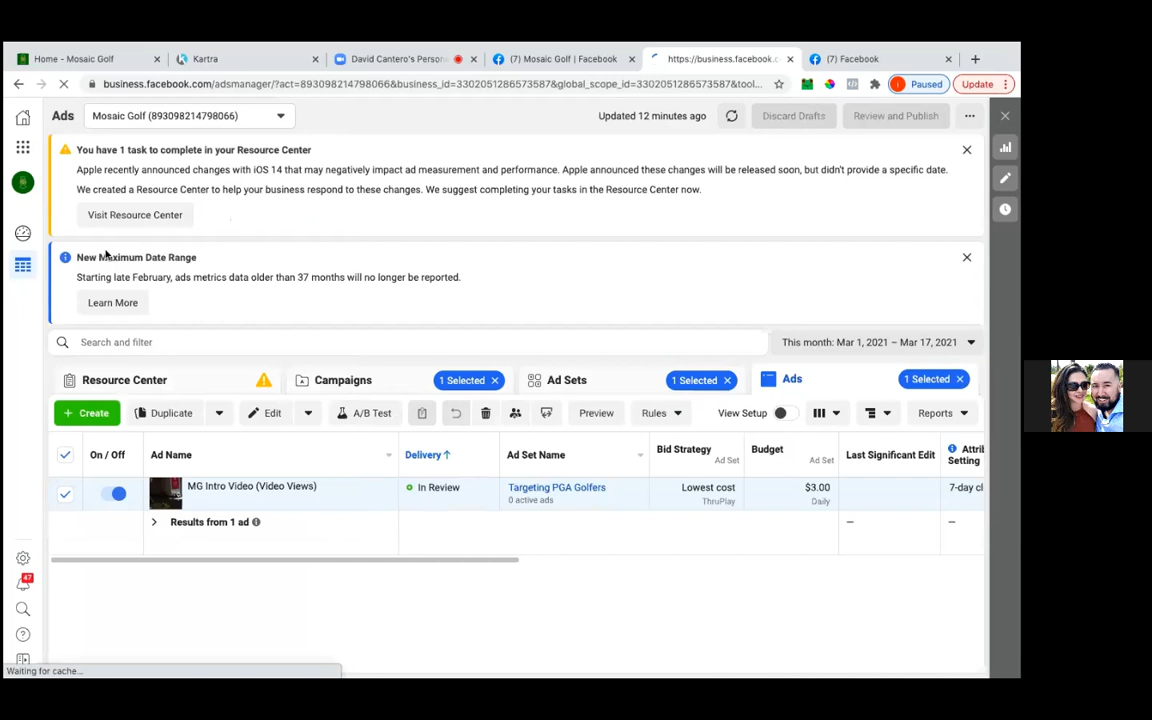 Home - Mosaic Golf
Kartra
David Cantero's Persona
(7) Mosaic Golf | Facebook
https://business.facebook.c
(7) Facebook
business.facebook.com/adsmanager/?act=893098214798066&business_id=3302051286573587&global_scope_id=3302051286573587&tool...
Paused
Update
Ads
Mosaic Golf (893098214798066)
Updated 12 minutes ago
Discard Drafts
Review and Publish
You have 1 task to complete in your Resource Center
Apple recently announced changes with iOS 14 that may negatively impact ad measurement and performance. Apple announced these changes will be released soon, but didn't provide a specific date.
We created a Resource Center to help your business respond to these changes. We suggest completing your tasks in the Resource Center now.
Visit Resource Center
New Maximum Date Range
Starting late February, ads metrics data older than 37 months will no longer be reported.
Learn More
Search and filter
This month: Mar 1, 2021 – Mar 17, 2021
Resource Center
Campaigns
1 Selected
Ad Sets
1 Selected
Ads
1 Selected
+ Create
Duplicate
Edit
A/B Test
Preview
Rules
View Setup
Reports
On / Off
Ad Name
Delivery
Ad Set Name
Bid Strategy
Ad Set
Budget
Ad Set
Last Significant Edit
Attrib
Setting
MG Intro Video (Video Views)
In Review
Targeting PGA Golfers
0 active ads
Lowest cost
ThruPlay
$3.00
Daily
7-day cl
Results from 1 ad
—
—
47
Waiting for cache...